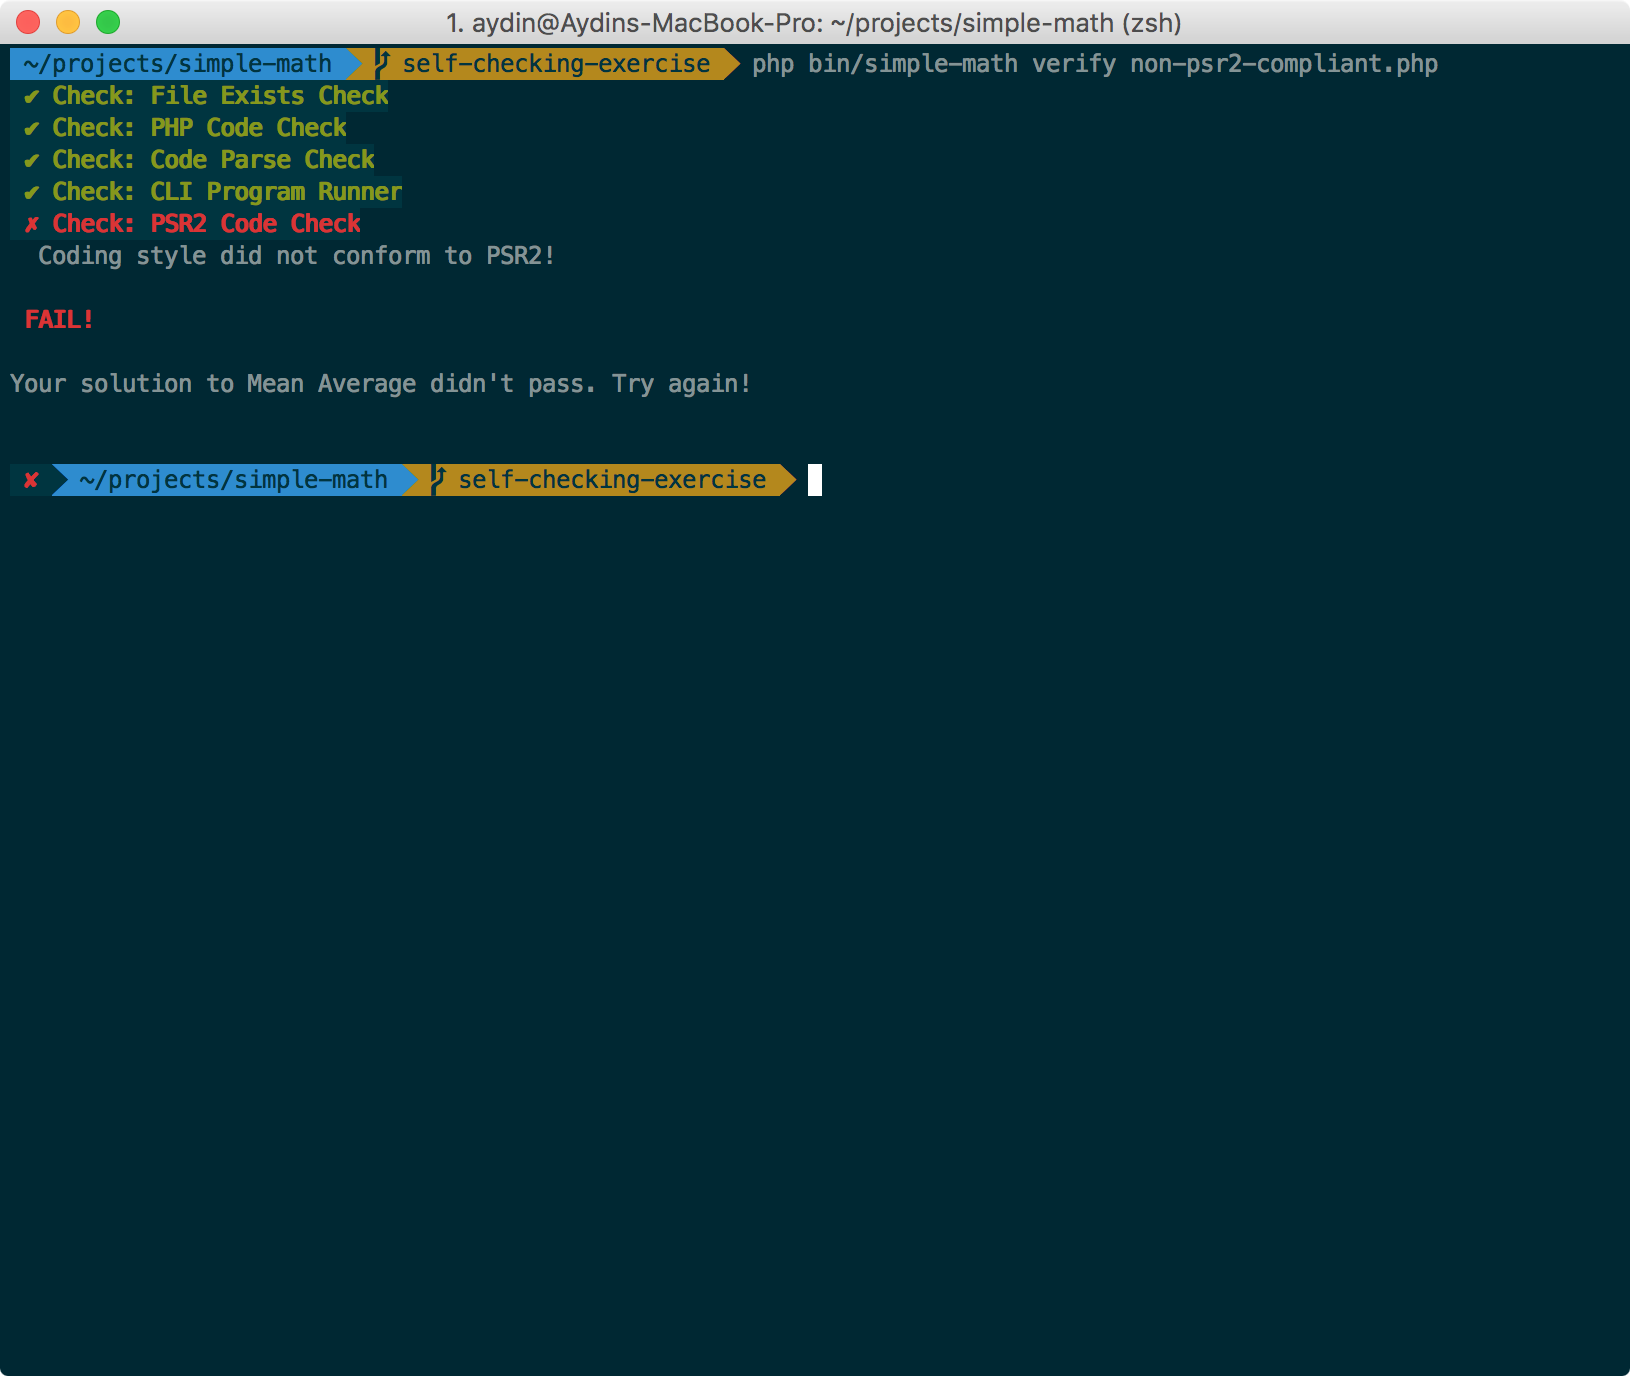 1. aydin@Aydins-MacBook-Pro: ~/projects/simple-math (zsh)
~/projects/simple-math self-checking-exercise php bin/simple-math verify non-psr2-compliant.php
✔ Check: File Exists Check
✔ Check: PHP Code Check
✔ Check: Code Parse Check
✔ Check: CLI Program Runner
✗ Check: PSR2 Code Check
Coding style did not conform to PSR2!
FAIL!
Your solution to Mean Average didn't pass. Try again!
✘ ~/projects/simple-math self-checking-exercise